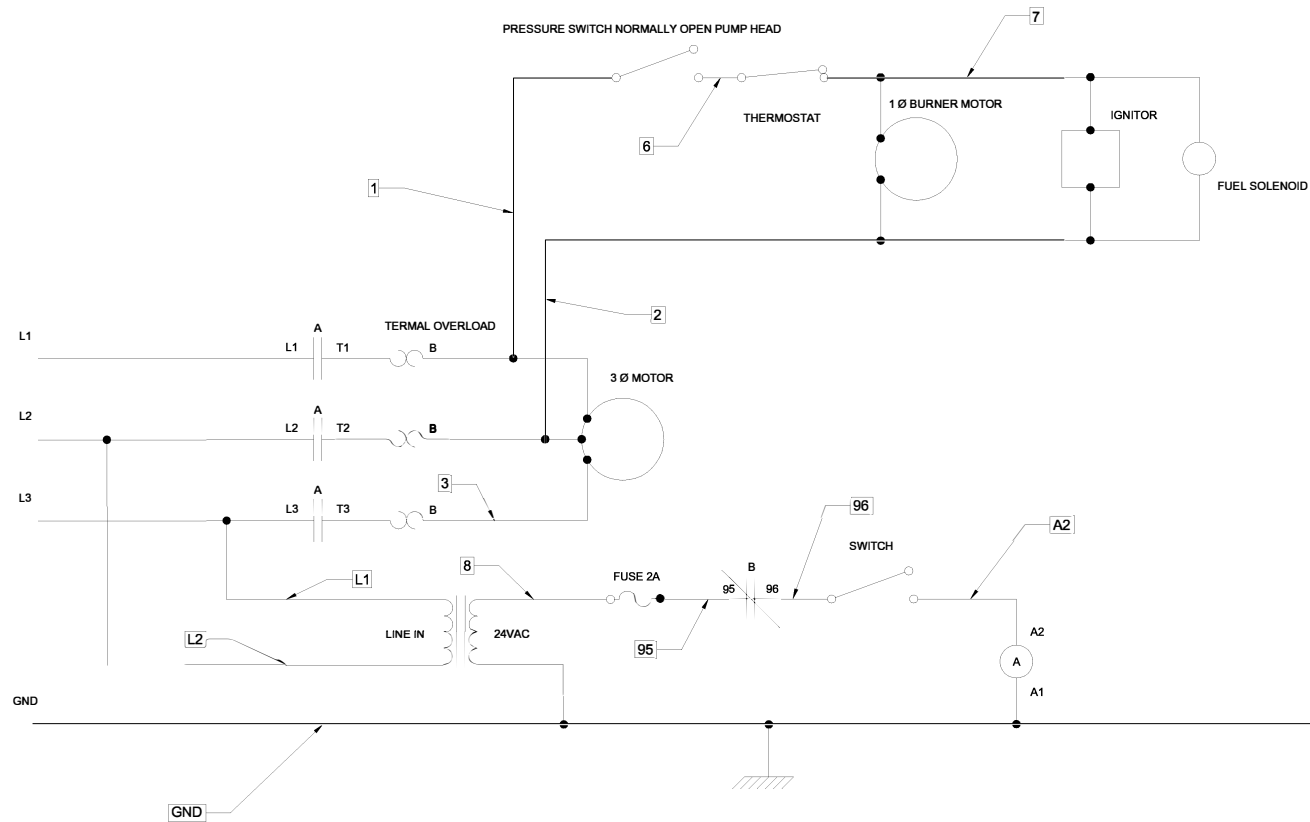 7
PRESSURE SWITCH NORMALLY OPEN PUMP HEAD
1 Ø BURNER MOTOR
IGNITOR
THERMOSTAT
6
1
FUEL SOLENOID
2
L1
A
TERMAL OVERLOAD
L1
T1
B
3 Ø MOTOR
L2
A
L2
T2
B
L3
A
3
L3
T3
B
96
A2
SWITCH
8
B
FUSE 2A
L1
95
96
LINE IN
24VAC
L2
95
A2
A
A1
GND
GND